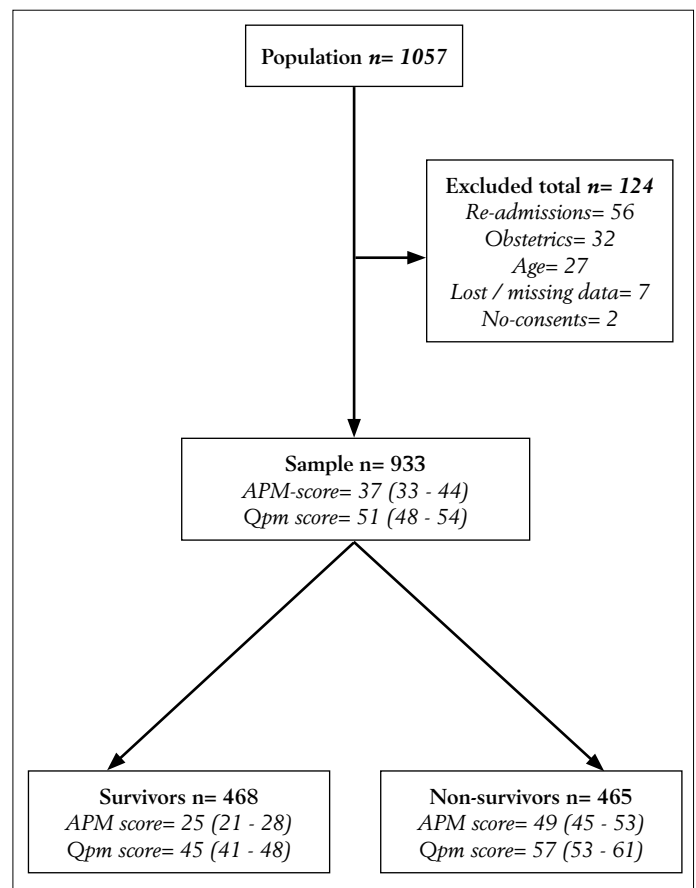 Population n= 1057
Excluded total n= 124
Re-admissions= 56
Obstetrics= 32
Age= 27
Lost / missing data= 7
No-consents= 2
Sample n= 933
APM-score= 37 (33 - 44)
Qpm score= 51 (48 - 54)
Survivors n= 468
APM score= 25 (21 - 28)
Qpm score= 45 (41 - 48)
Non-survivors n= 465
APM score= 49 (45 - 53)
Qpm score= 57 (53 - 61)